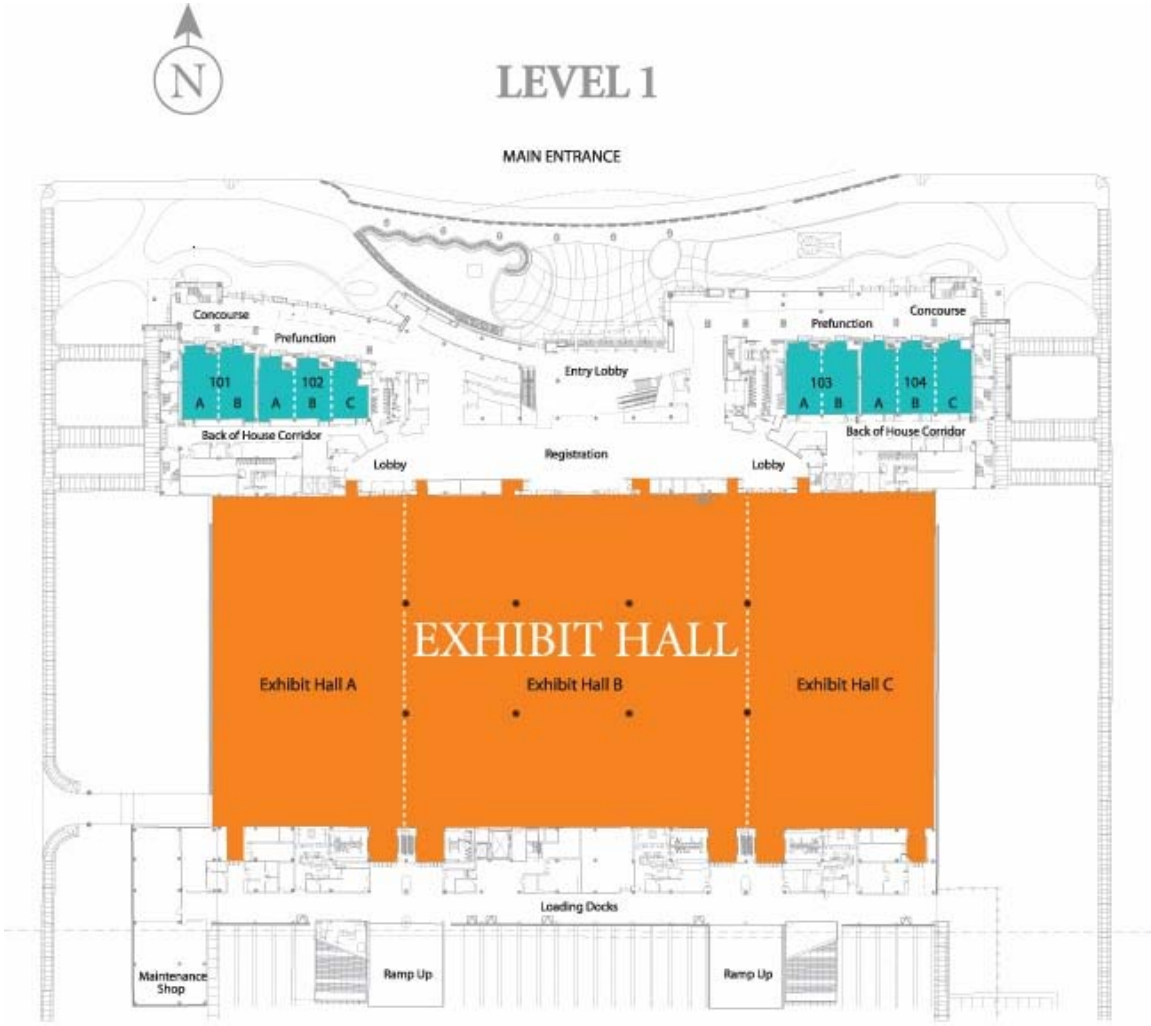 N
LEVEL 1
MAIN ENTRANCE
Concourse
Concourse
Prefunction
Prefunction
Entry Lobby
101
102
103
104
A
B
A
B
C
A
B
A
B
C
Back of House Corridor
Back of House Corridor
Registration
Lobby
Lobby
EXHIBIT HALL
Exhibit Hall A
Exhibit Hall B
Exhibit Hall C
Loading Docks
Maintenance
Shop
Ramp Up
Ramp Up